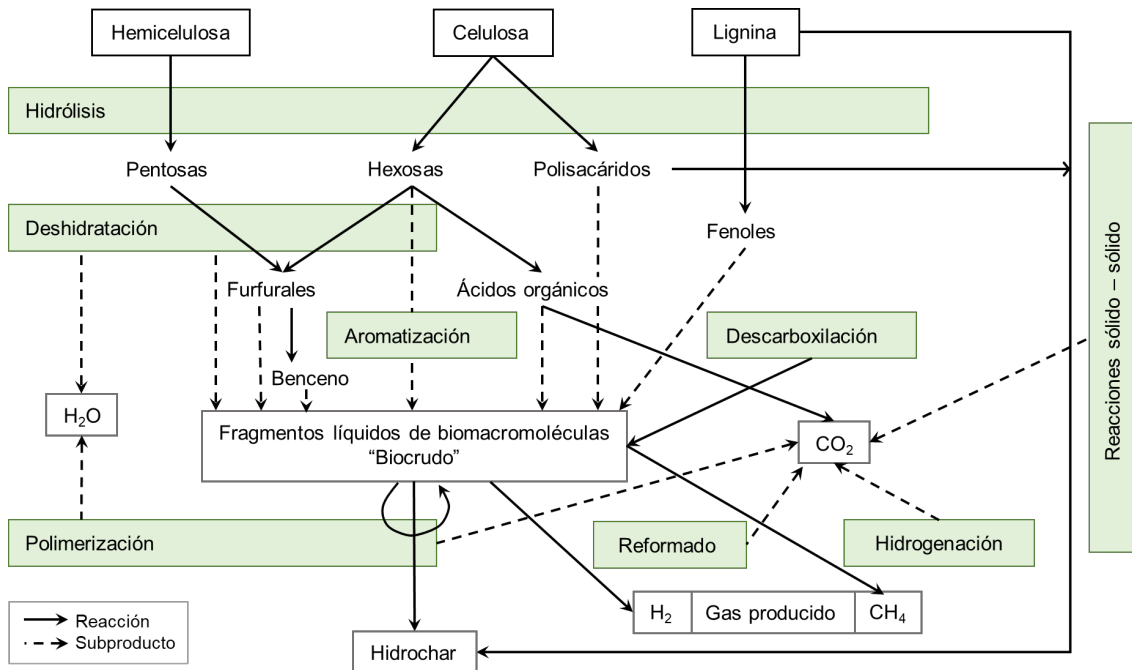 Hemicelulosa
Celulosa
Lignina
Hidrólisis
Pentosas
Hexosas
Polisacáridos
Deshidratación
Fenoles
Furfurales
Ácidos orgánicos
Aromatización
Descarboxilación
Benceno
H₂O
Fragmentos líquidos de biomacromoléculas
“Biocrudo”
CO₂
Reacciones sólido – sólido
Polimerización
Reformado
Hidrogenación
H₂
Gas producido
CH₄
Reacción
Subproducto
Hidrochar